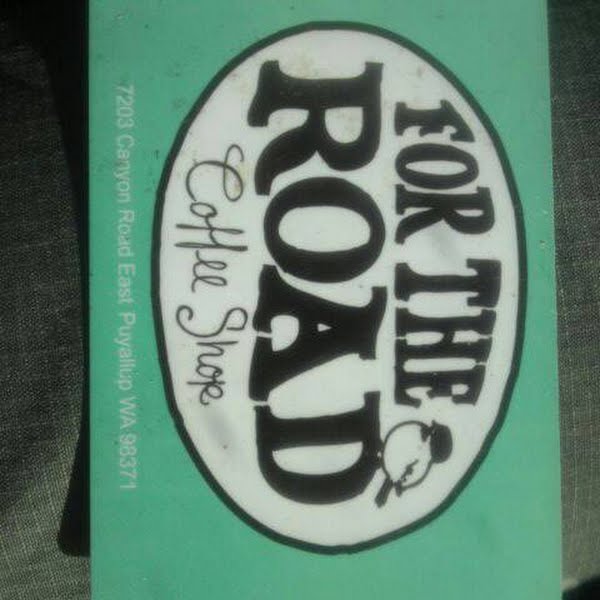 FOR THE
ROAD
Coffee Shop
7203 Canyon Road East Puyallup WA 98371